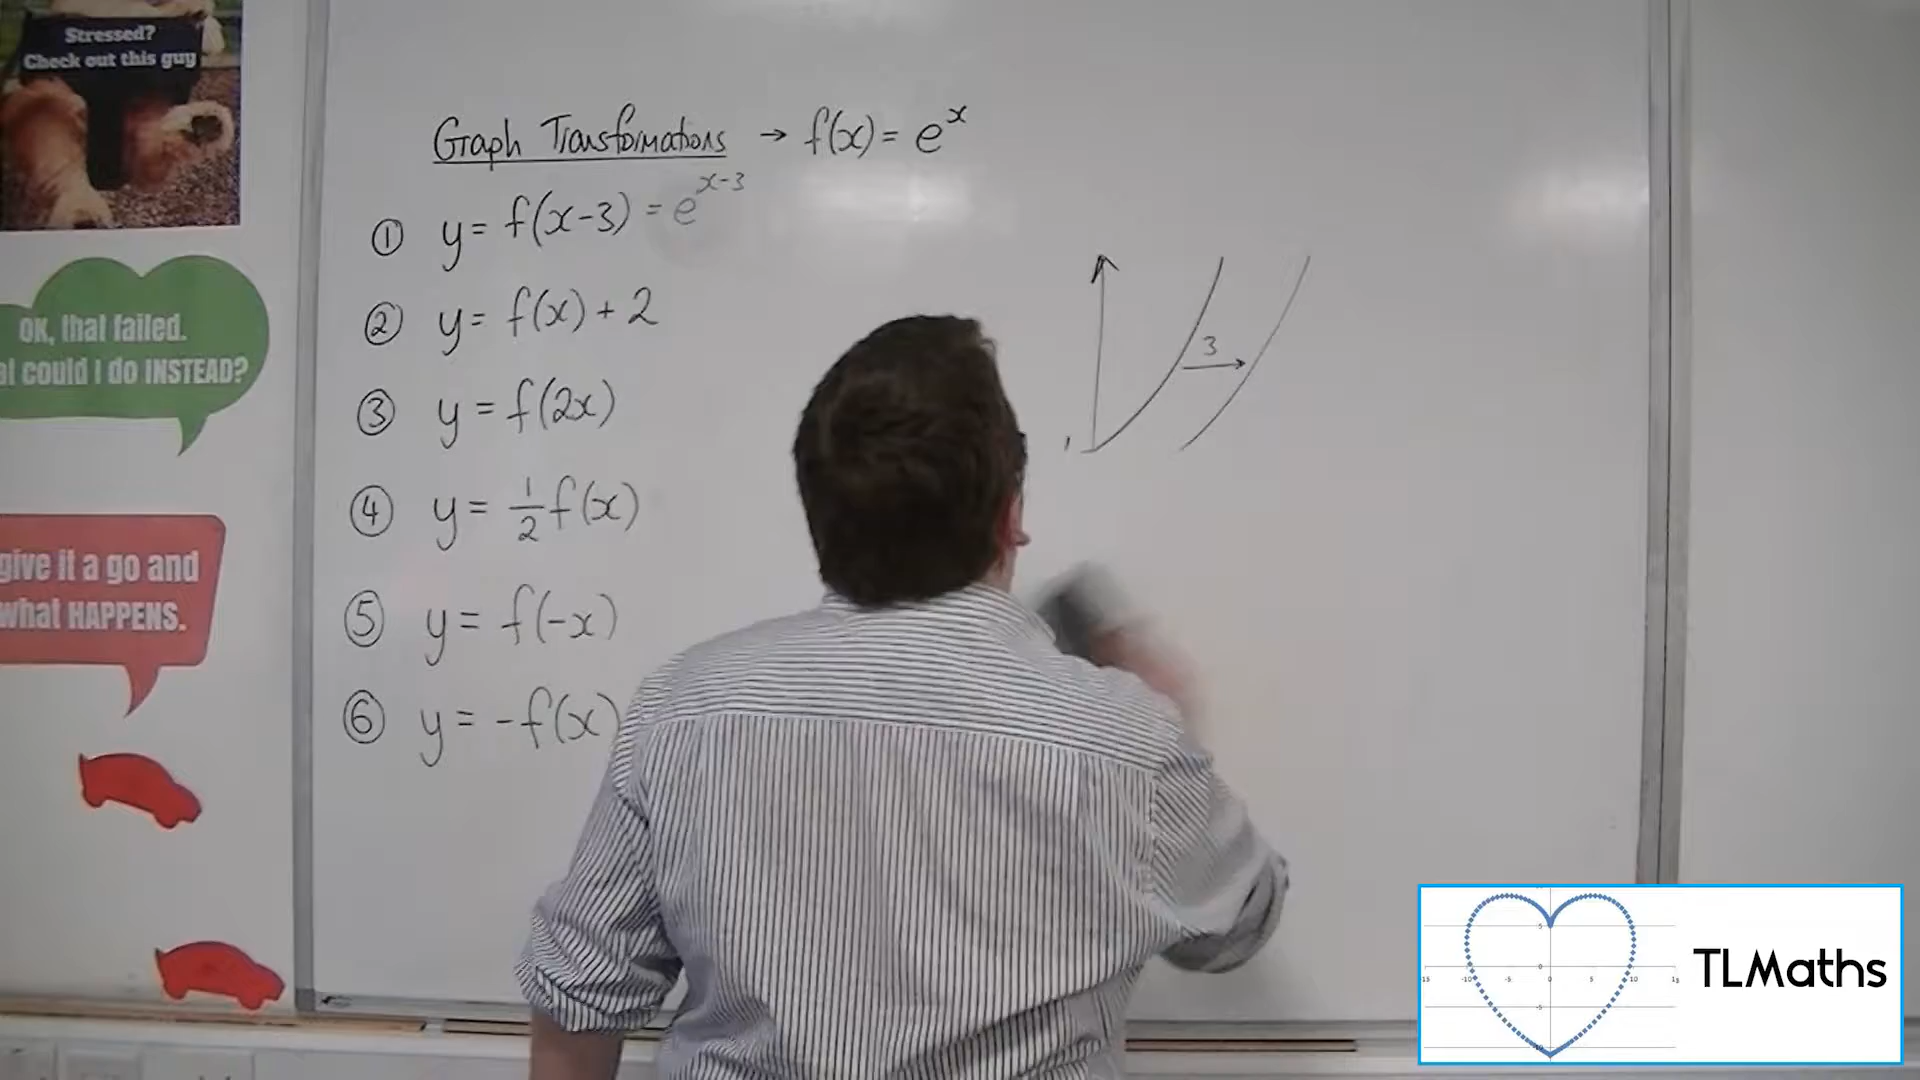 Stressed?
Check out this guy
OK, that failed.
could I do INSTEAD?
give it a go and
what HAPPENS.
Graph Transformations → f(x) = e^x
① y = f(x-3) = e^(x-3)
② y = f(x) + 2
③ y = f(2x)
④ y = 1/2 f(x)
⑤ y = f(-x)
⑥ y = -f(x)
3
1
TLMaths